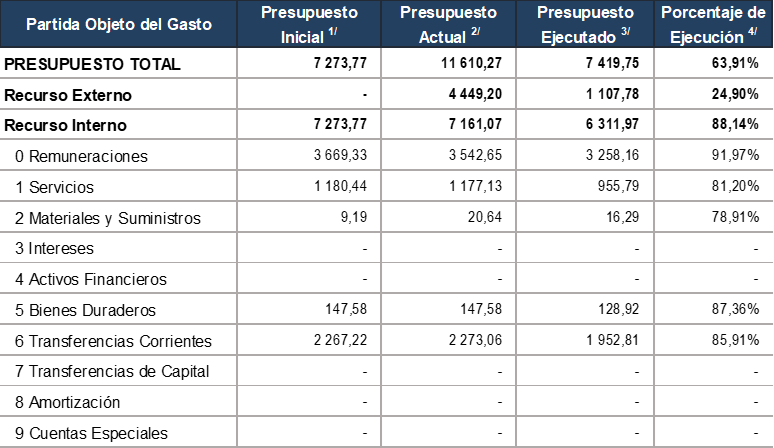 Partida Objeto del Gasto Presupuesto Inicial 1/ Presupuesto Actual 2/ Presupuesto Ejecutado 3/ Porcentaje de Ejecución 4/
PRESUPUESTO TOTAL 7 273,77 11 610,27 7 419,75 63,91%
Recurso Externo - 4 449,20 1 107,78 24,90%
Recurso Interno 7 273,77 7 161,07 6 311,97 88,14%
0 Remuneraciones 3 669,33 3 542,65 3 258,16 91,97%
1 Servicios 1 180,44 1 177,13 955,79 81,20%
2 Materiales y Suministros 9,19 20,64 16,29 78,91%
3 Intereses - - - -
4 Activos Financieros - - - -
5 Bienes Duraderos 147,58 147,58 128,92 87,36%
6 Transferencias Corrientes 2 267,22 2 273,06 1 952,81 85,91%
7 Transferencias de Capital - - - -
8 Amortización - - - -
9 Cuentas Especiales - - - -